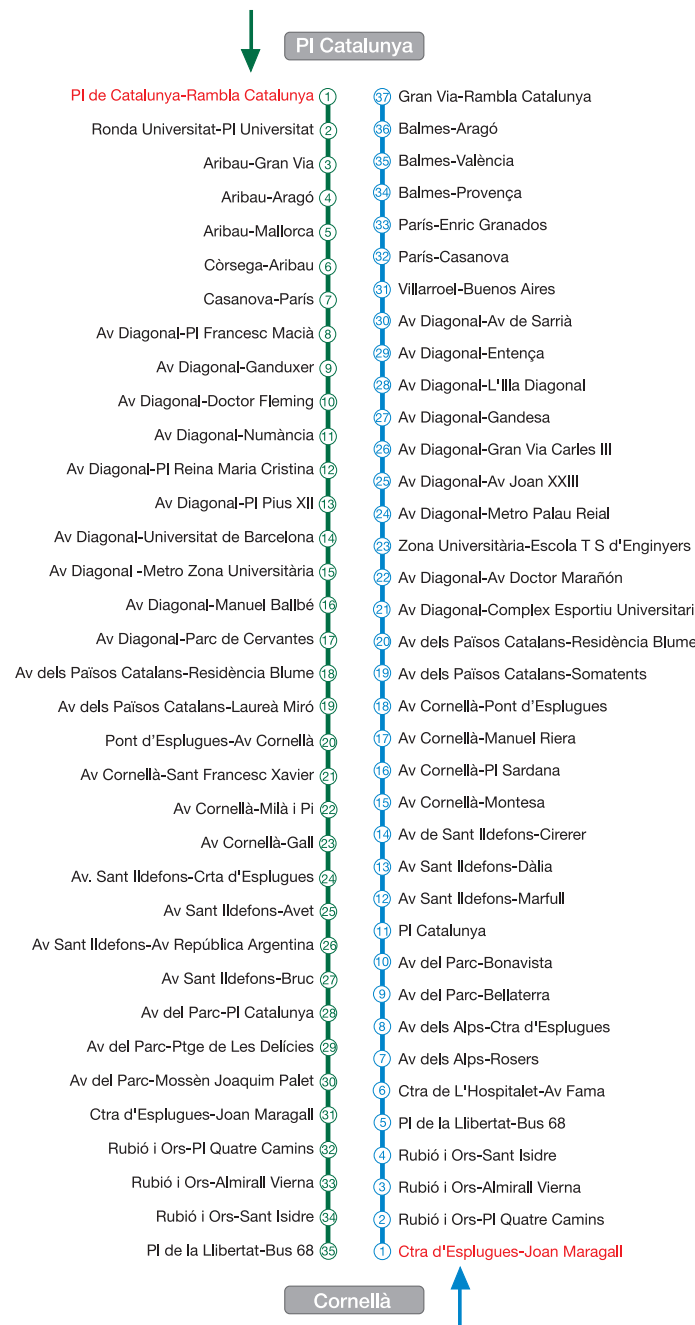 Pl Catalunya
Pl de Catalunya-Rambla Catalunya 1
Ronda Universitat-Pl Universitat 2
Aribau-Gran Via 3
Aribau-Aragó 4
Aribau-Mallorca 5
Còrsega-Aribau 6
Casanova-París 7
Av Diagonal-Pl Francesc Macià 8
Av Diagonal-Ganduxer 9
Av Diagonal-Doctor Fleming 10
Av Diagonal-Numància 11
Av Diagonal-Pl Reina Maria Cristina 12
Av Diagonal-Pl Pius XII 13
Av Diagonal-Universitat de Barcelona 14
Av Diagonal -Metro Zona Universitària 15
Av Diagonal-Manuel Ballbé 16
Av Diagonal-Parc de Cervantes 17
Av dels Països Catalans-Residència Blume 18
Av dels Països Catalans-Laureà Miró 19
Pont d'Esplugues-Av Cornellà 20
Av Cornellà-Sant Francesc Xavier 21
Av Cornellà-Milà i Pi 22
Av Cornellà-Gall 23
Av. Sant Ildefons-Crta d'Esplugues 24
Av Sant Ildefons-Avet 25
Av Sant Ildefons-Av República Argentina 26
Av Sant Ildefons-Bruc 27
Av del Parc-Pl Catalunya 28
Av del Parc-Ptge de Les Delícies 29
Av del Parc-Mossèn Joaquim Palet 30
Ctra d'Esplugues-Joan Maragall 31
Rubió i Ors-Pl Quatre Camins 32
Rubió i Ors-Almirall Vierna 33
Rubió i Ors-Sant Isidre 34
Pl de la Llibertat-Bus 68 35
37 Gran Via-Rambla Catalunya
36 Balmes-Aragó
35 Balmes-València
34 Balmes-Provença
33 París-Enric Granados
32 París-Casanova
31 Villarroel-Buenos Aires
30 Av Diagonal-Av de Sarrià
29 Av Diagonal-Entença
28 Av Diagonal-L'Illa Diagonal
27 Av Diagonal-Gandesa
26 Av Diagonal-Gran Via Carles III
25 Av Diagonal-Av Joan XXIII
24 Av Diagonal-Metro Palau Reial
23 Zona Universitària-Escola T S d'Enginyers
22 Av Diagonal-Av Doctor Marañón
21 Av Diagonal-Complex Esportiu Universitari
20 Av dels Països Catalans-Residència Blume
19 Av dels Països Catalans-Somatents
18 Av Cornellà-Pont d'Esplugues
17 Av Cornellà-Manuel Riera
16 Av Cornellà-Pl Sardana
15 Av Cornellà-Montesa
14 Av de Sant Ildefons-Cirerer
13 Av Sant Ildefons-Dàlia
12 Av Sant Ildefons-Marfull
11 Pl Catalunya
10 Av del Parc-Bonavista
9 Av del Parc-Bellaterra
8 Av dels Alps-Ctra d'Esplugues
7 Av dels Alps-Rosers
6 Ctra de L'Hospitalet-Av Fama
5 Pl de la Llibertat-Bus 68
4 Rubió i Ors-Sant Isidre
3 Rubió i Ors-Almirall Vierna
2 Rubió i Ors-Pl Quatre Camins
1 Ctra d'Esplugues-Joan Maragall
Cornellà